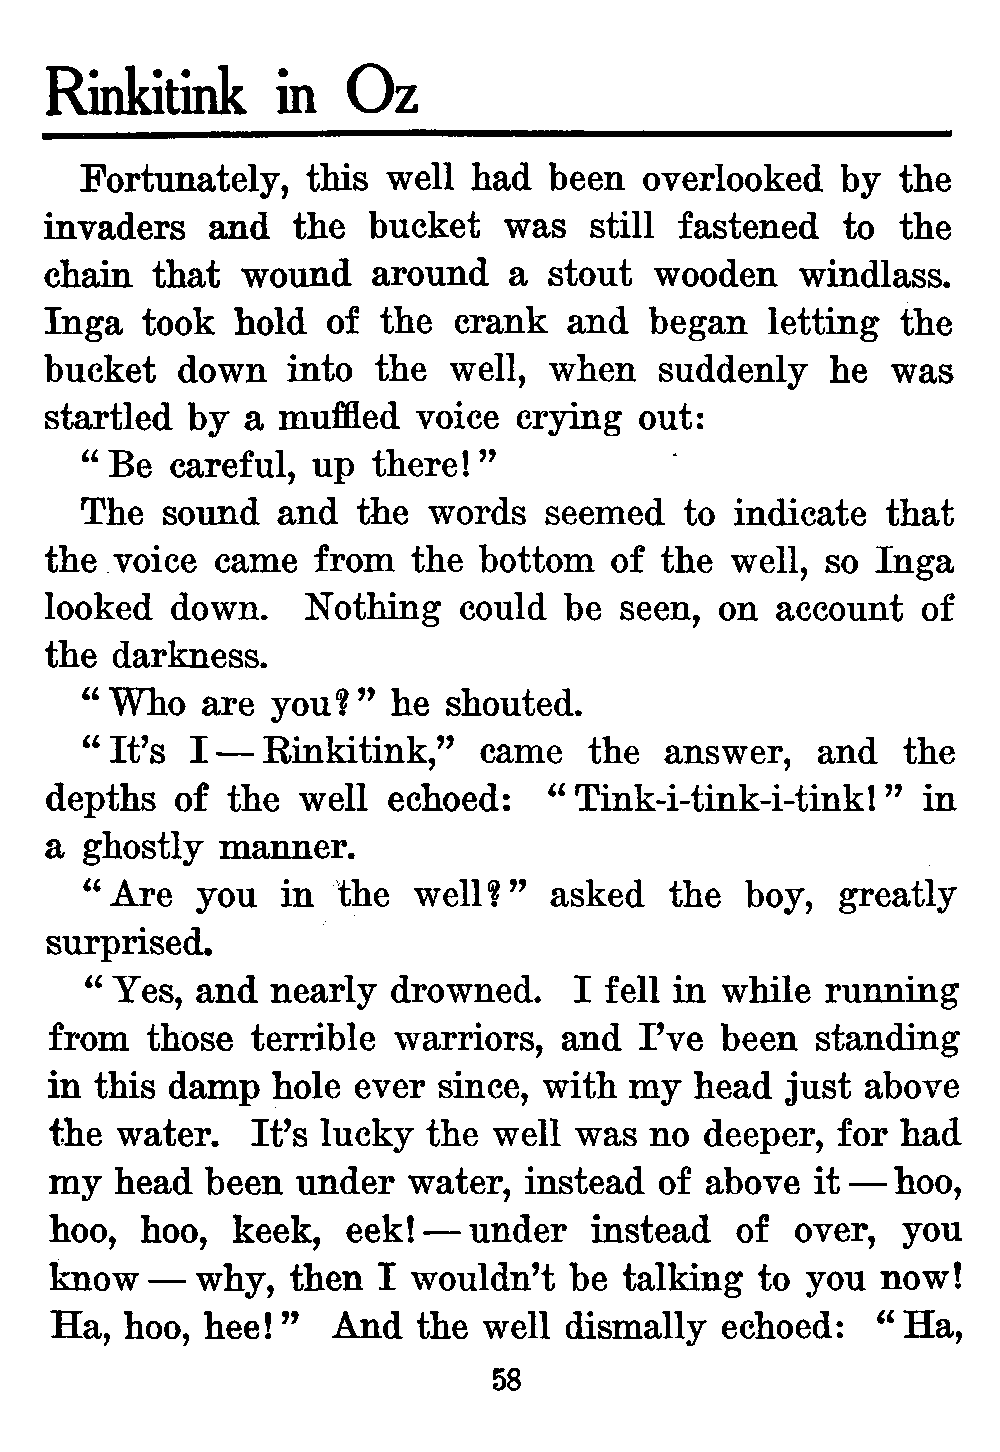 Rinkitink in Oz
Fortunately, this well had been overlooked by the
invaders and the bucket was still fastened to the
chain that wound around a stout wooden windlass.
Inga took hold of the crank and began letting the
bucket down into the well, when suddenly he was
startled by a muffled voice crying out:
“Be careful, up there!”
The sound and the words seemed to indicate that
the voice came from the bottom of the well, so Inga
looked down. Nothing could be seen, on account of
the darkness.
“Who are you?” he shouted.
“It’s I—Rinkitink,” came the answer, and the
depths of the well echoed: “Tink-i-tink-i-tink!” in
a ghostly manner.
“Are you in the well?” asked the boy, greatly
surprised.
“Yes, and nearly drowned. I fell in while running
from those terrible warriors, and I’ve been standing
in this damp hole ever since, with my head just above
the water. It’s lucky the well was no deeper, for had
my head been under water, instead of above it—hoo,
hoo, hoo, keek, eek!—under instead of over, you
know—why, then I wouldn’t be talking to you now!
Ha, hoo, hee!” And the well dismally echoed: “Ha,
58